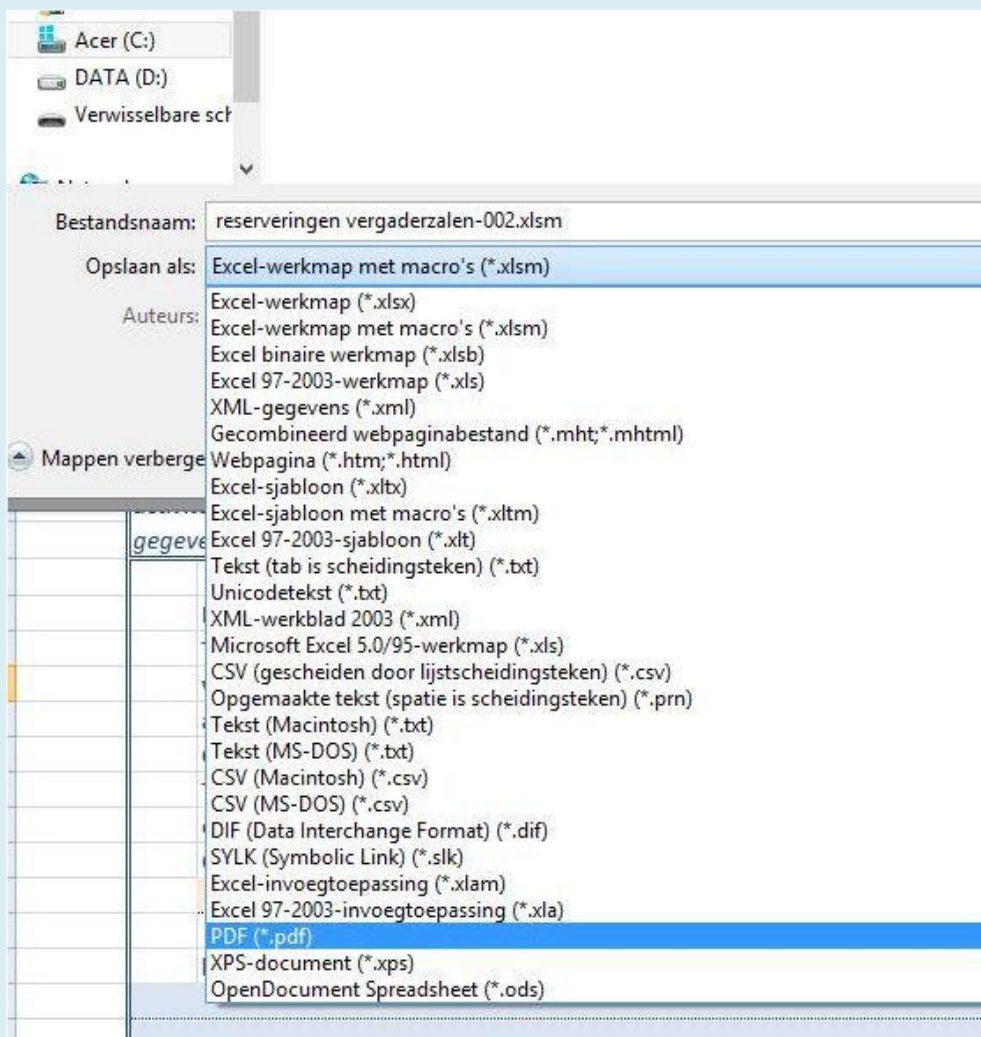 Acer (C:)
DATA (D:)
Verwisselbare sch
Bestandsnaam: reserveringen vergaderzalen-002.xlsm
Opslaan als: Excel-werkmap met macro's (*.xlsm)
Auteurs:
Excel-werkmap (*.xlsx)
Excel-werkmap met macro's (*.xlsm)
Excel binaire werkmap (*.xlsb)
Excel 97-2003-werkmap (*.xls)
XML-gegevens (*.xml)
Gecombineerd webpaginabestand (*.mht;*.mhtml)
Mappen verberge
Webpagina (*.htm;*.html)
Excel-sjabloon (*.xltx)
Excel-sjabloon met macro's (*.xltm)
gegeve
Excel 97-2003-sjabloon (*.xlt)
Tekst (tab is scheidingsteken) (*.txt)
Unicodetekst (*.txt)
XML-werkblad 2003 (*.xml)
Microsoft Excel 5.0/95-werkmap (*.xls)
CSV (gescheiden door lijstscheidingsteken) (*.csv)
Opgemaakte tekst (spatie is scheidingsteken) (*.prn)
Tekst (Macintosh) (*.txt)
Tekst (MS-DOS) (*.txt)
CSV (Macintosh) (*.csv)
CSV (MS-DOS) (*.csv)
DIF (Data Interchange Format) (*.dif)
SYLK (Symbolic Link) (*.slk)
Excel-invoegtoepassing (*.xlam)
Excel 97-2003-invoegtoepassing (*.xla)
PDF (*.pdf)
XPS-document (*.xps)
OpenDocument Spreadsheet (*.ods)